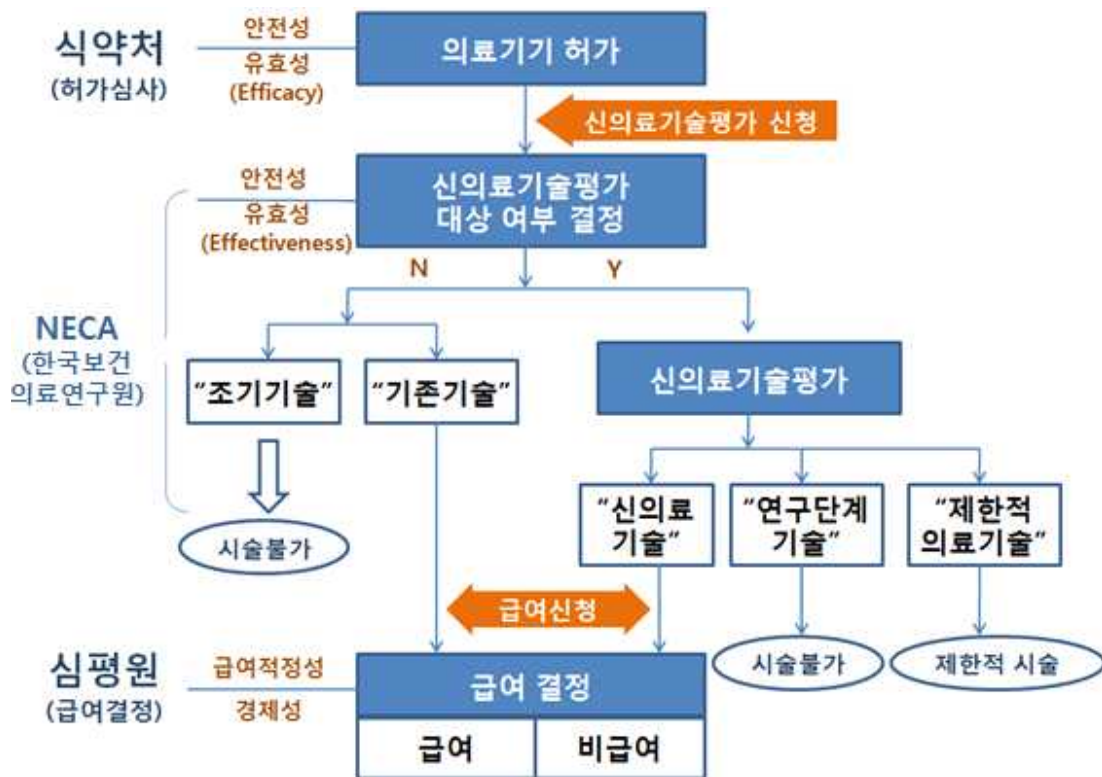 식약처
(허가심사)
안전성
유효성
(Efficacy)
의료기기 허가
신의료기술평가 신청
안전성
유효성
(Effectiveness)
신의료기술평가
대상 여부 결정
N
Y
NECA
(한국보건
의료연구원)
“조기기술”
“기존기술”
신의료기술평가
“신의료
기술”
“연구단계
기술”
“제한적
의료기술”
시술불가
급여신청
시술불가
제한적 시술
심평원
(급여결정)
급여적정성
경제성
급여 결정
급여
비급여